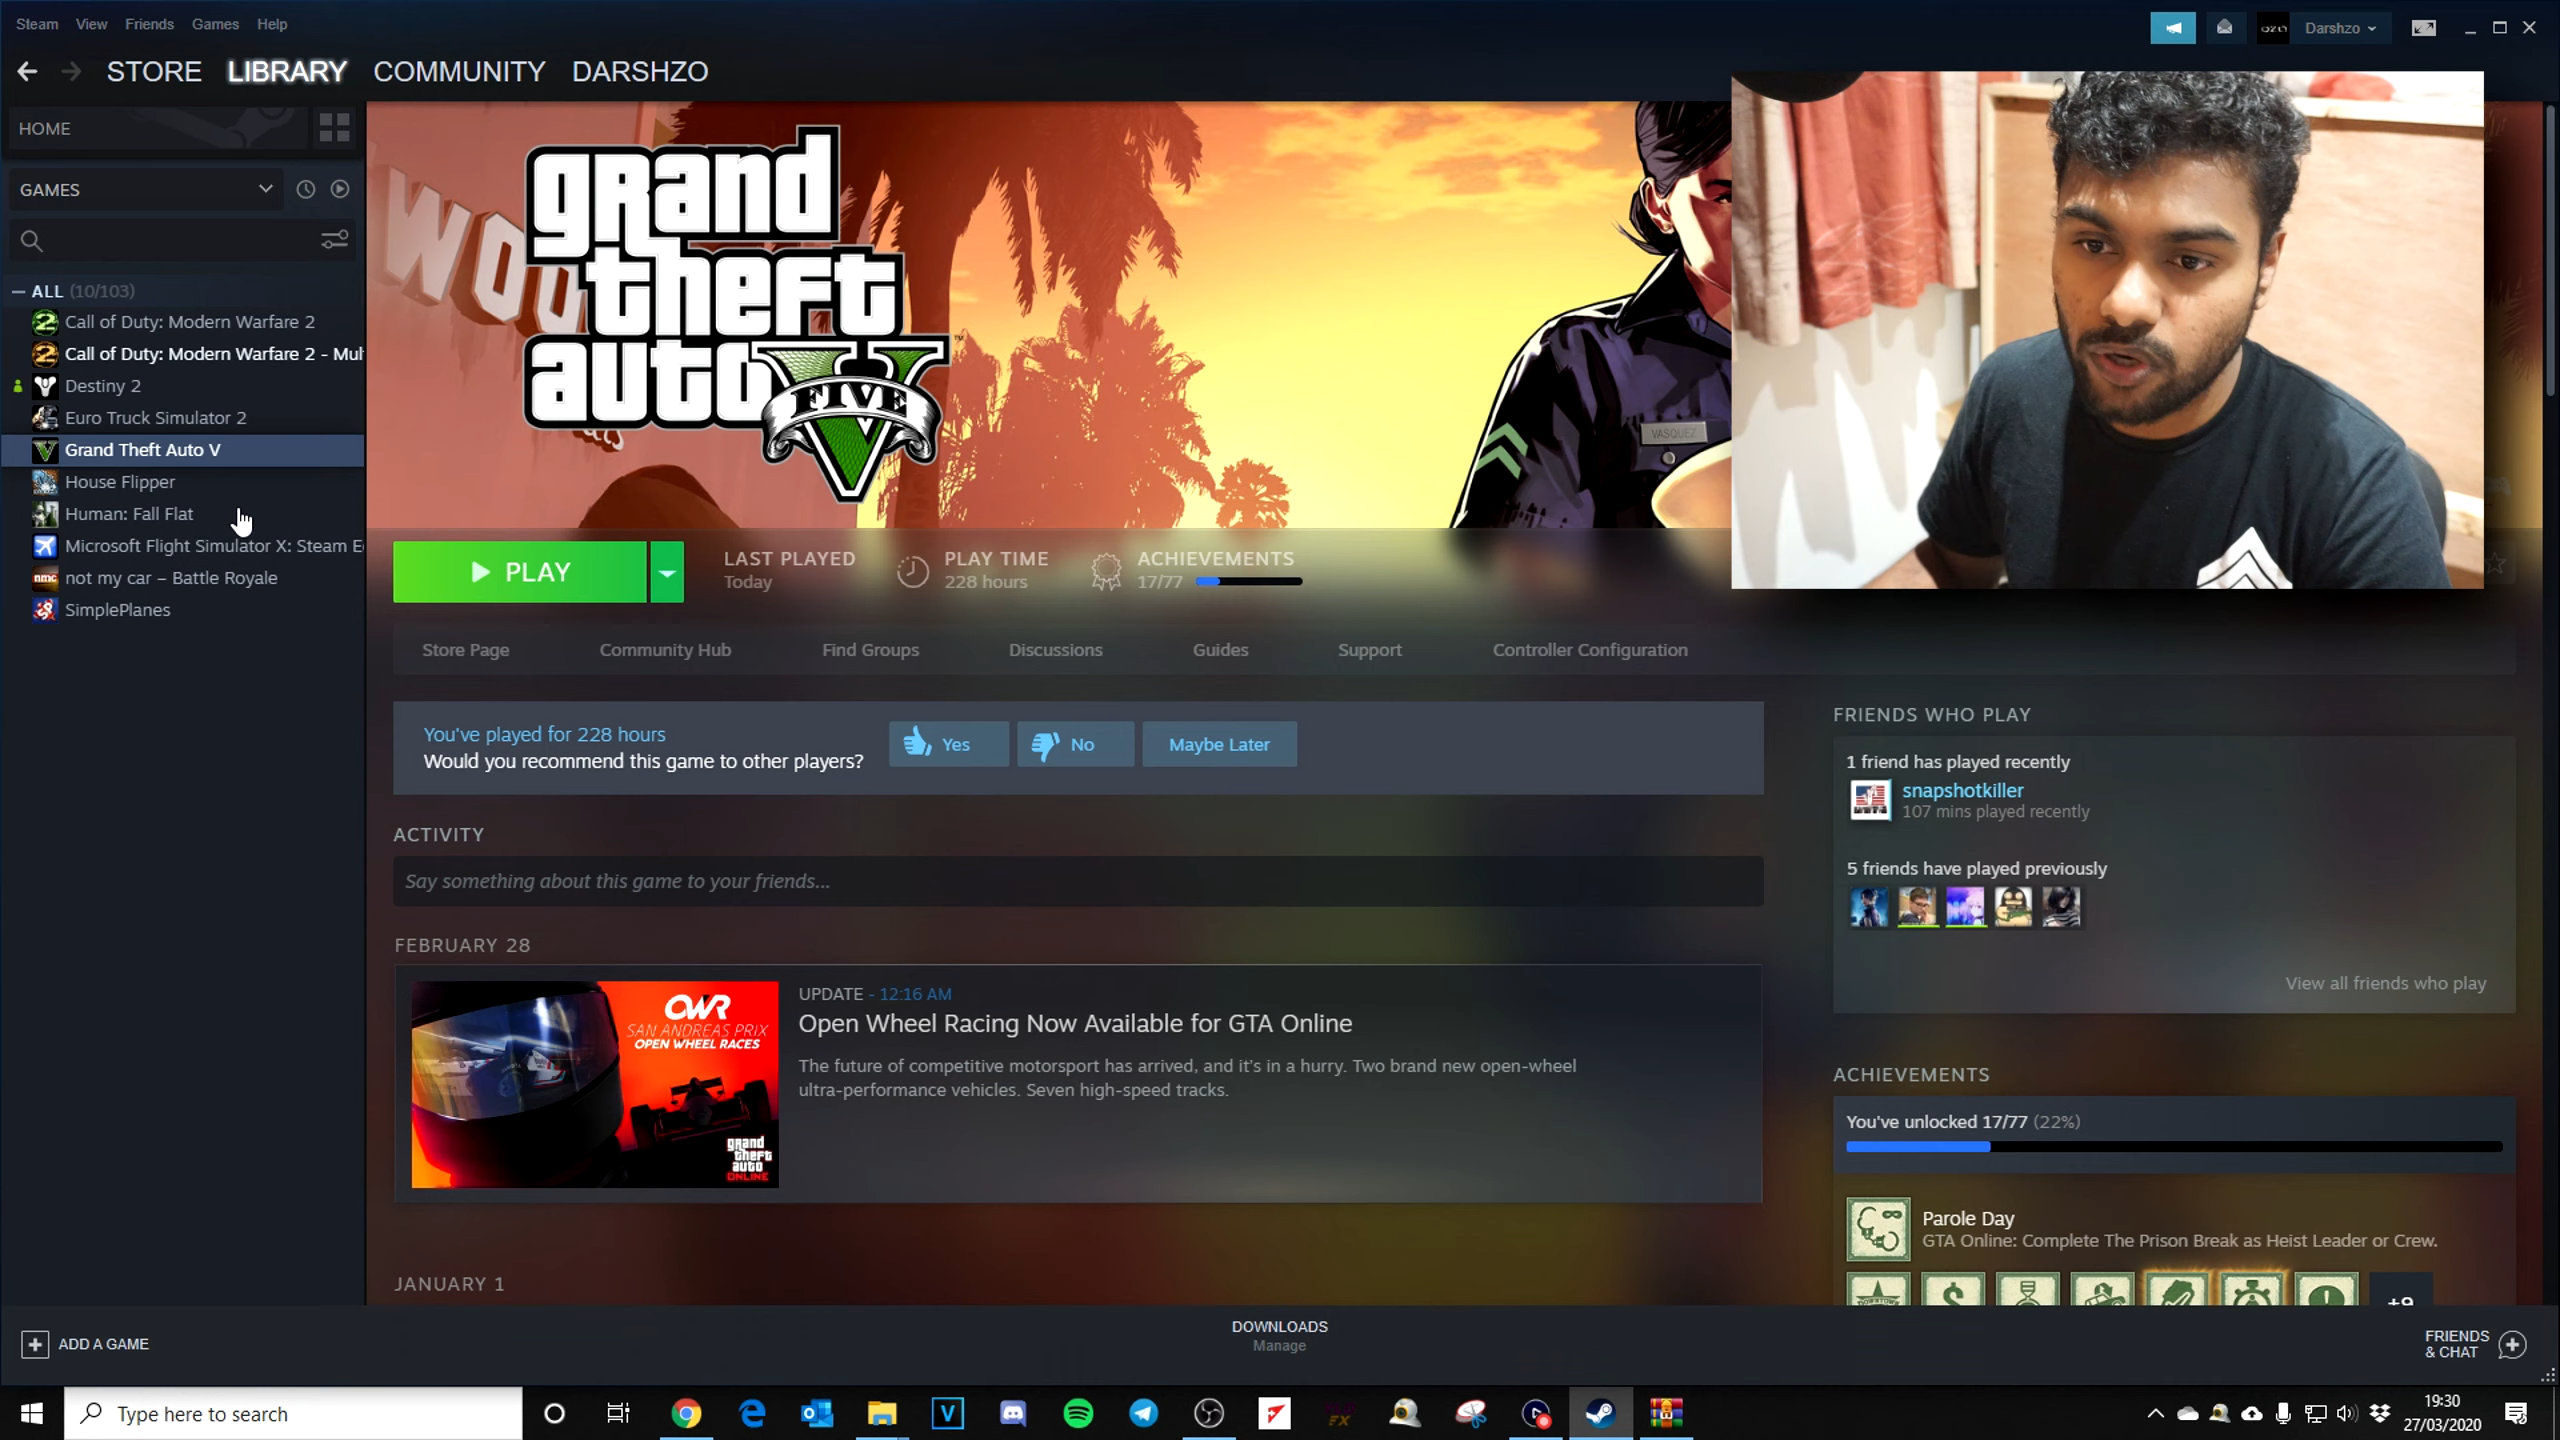 Steam View Friends Games Help
Darshzo
STORE LIBRARY COMMUNITY DARSHZO
HOME
GAMES
ALL (10/103)
Call of Duty: Modern Warfare 2
Call of Duty: Modern Warfare 2 - Mul
Destiny 2
Euro Truck Simulator 2
Grand Theft Auto V
House Flipper
Human: Fall Flat
Microsoft Flight Simulator X: Steam E
not my car – Battle Royale
SimplePlanes
grand
theft
auto V
FIVE
VASQUEZ
PLAY
LAST PLAYED
Today
PLAY TIME
228 hours
ACHIEVEMENTS
17/77
Store Page Community Hub Find Groups Discussions Guides Support Controller Configuration
You've played for 228 hours
Would you recommend this game to other players?
Yes No Maybe Later
ACTIVITY
Say something about this game to your friends...
FEBRUARY 28
OWR
SAN ANDREAS PRIX
OPEN WHEEL RACES
grand
theft
auto
ONLINE
UPDATE - 12:16 AM
Open Wheel Racing Now Available for GTA Online
The future of competitive motorsport has arrived, and it's in a hurry. Two brand new open-wheel
ultra-performance vehicles. Seven high-speed tracks.
JANUARY 1
FRIENDS WHO PLAY
1 friend has played recently
snapshotkiller
107 mins played recently
5 friends have played previously
View all friends who play
ACHIEVEMENTS
You've unlocked 17/77 (22%)
Parole Day
GTA Online: Complete The Prison Break as Heist Leader or Crew.
+9
ADD A GAME
DOWNLOADS
Manage
FRIENDS
& CHAT
Type here to search
19:30
27/03/2020